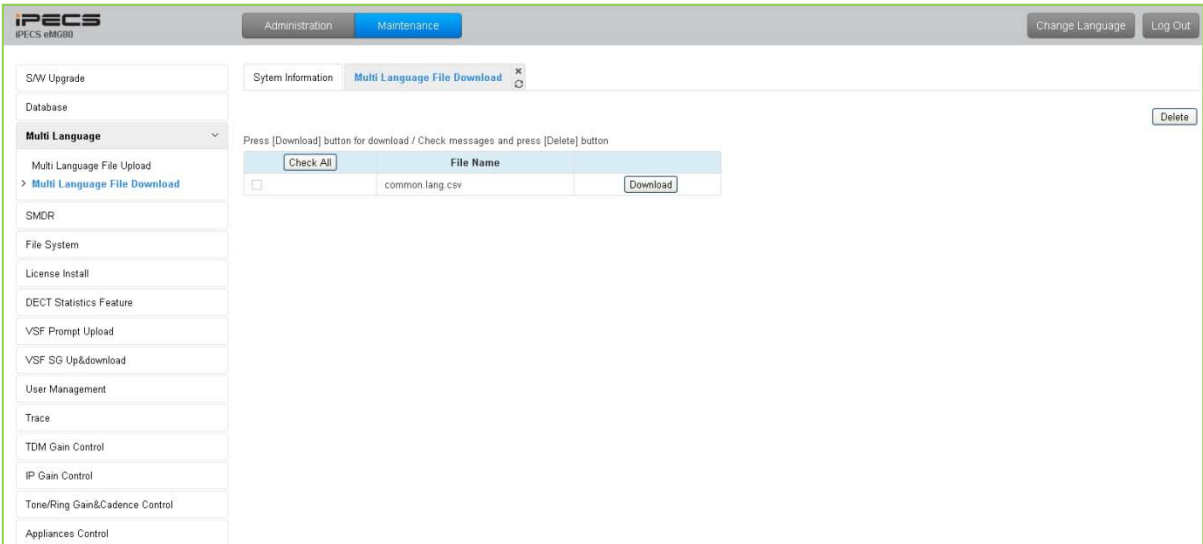 iPECS
iPECS eMG80
Administration
Maintenance
Change Language
Log Out
S/W Upgrade
Database
Multi Language
Multi Language File Upload
> Multi Language File Download
SMDR
File System
License Install
DECT Statistics Feature
VSF Prompt Upload
VSF SG Up&download
User Management
Trace
TDM Gain Control
IP Gain Control
Tone/Ring Gain&Cadence Control
Appliances Control
Sytem Information
Multi Language File Download
Delete
Press [Download] button for download / Check messages and press [Delete] button
Check All
File Name
common.lang.csv
Download